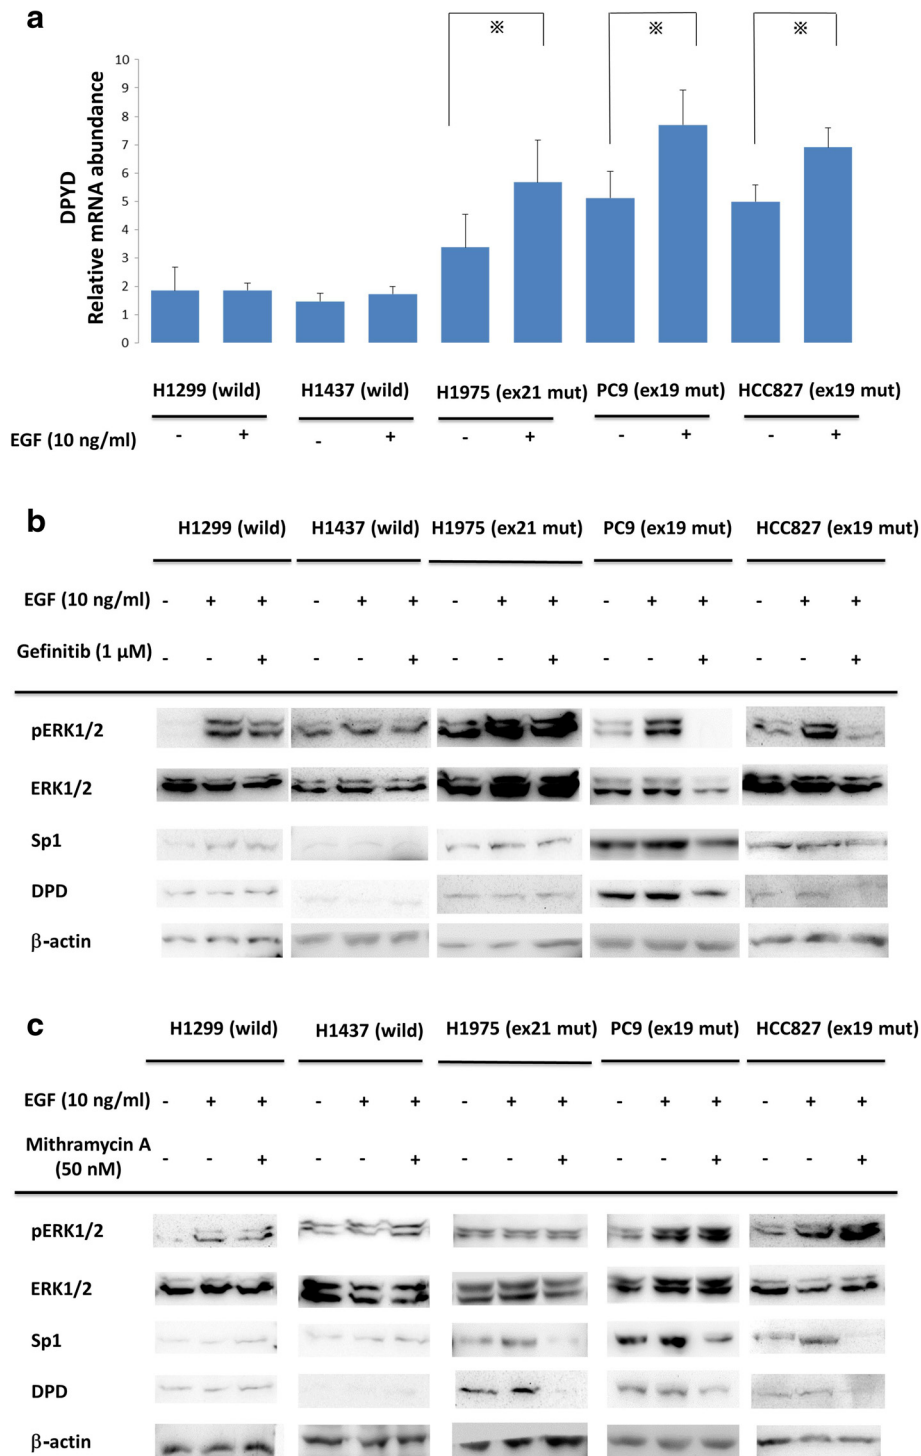 a
※ ※ ※
DPYD
Relative mRNA abundance
10
9
8
7
6
5
4
3
2
1
0
H1299 (wild) H1437 (wild) H1975 (ex21 mut) PC9 (ex19 mut) HCC827 (ex19 mut)
EGF (10 ng/ml) - + - + - + - + - +
b
H1299 (wild) H1437 (wild) H1975 (ex21 mut) PC9 (ex19 mut) HCC827 (ex19 mut)
EGF (10 ng/ml) - + + - + + - + + - + + - + +
Gefinitib (1 μM) - - + - - + - - + - - + - - +
pERK1/2
ERK1/2
Sp1
DPD
β-actin
c
H1299 (wild) H1437 (wild) H1975 (ex21 mut) PC9 (ex19 mut) HCC827 (ex19 mut)
EGF (10 ng/ml) - + + - + + - + + - + + - + +
Mithramycin A
(50 nM) - - + - - + - - + - - + - - +
pERK1/2
ERK1/2
Sp1
DPD
β-actin